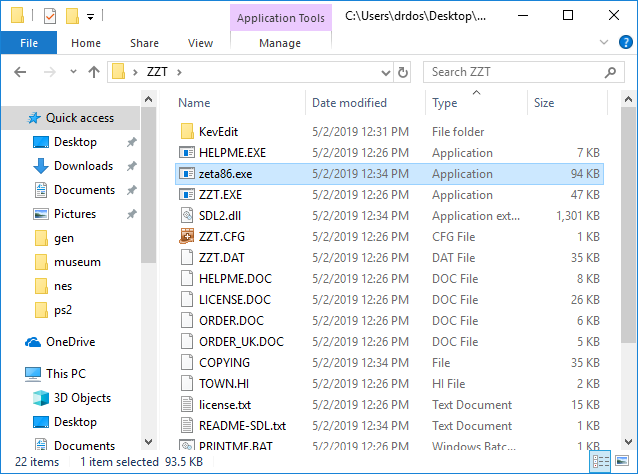 Application Tools C:\Users\drdos\Desktop\...
File Home Share View Manage
ZZT Search ZZT
Name Date modified Type Size
Quick access
Desktop
Downloads
Documents
Pictures
gen
museum
nes
ps2
OneDrive
This PC
3D Objects
Desktop
Documents
KevEdit 5/2/2019 12:31 PM File folder
HELPME.EXE 5/2/2019 12:26 PM Application 7 KB
zeta86.exe 5/2/2019 12:34 PM Application 94 KB
ZZT.EXE 5/2/2019 12:26 PM Application 47 KB
SDL2.dll 5/2/2019 12:34 PM Application ext... 1,301 KB
ZZT.CFG 5/2/2019 12:26 PM CFG File 1 KB
ZZT.DAT 5/2/2019 12:26 PM DAT File 35 KB
HELPME.DOC 5/2/2019 12:26 PM DOC File 8 KB
LICENSE.DOC 5/2/2019 12:26 PM DOC File 26 KB
ORDER.DOC 5/2/2019 12:26 PM DOC File 6 KB
ORDER_UK.DOC 5/2/2019 12:26 PM DOC File 5 KB
COPYING 5/2/2019 12:34 PM File 35 KB
TOWN.HI 5/2/2019 12:26 PM HI File 2 KB
license.txt 5/2/2019 12:26 PM Text Document 15 KB
README-SDL.txt 5/2/2019 12:34 PM Text Document 1 KB
PRINTME.BAT 5/2/2019 12:26 PM Windows Batc... 1 KB
22 items 1 item selected 93.5 KB